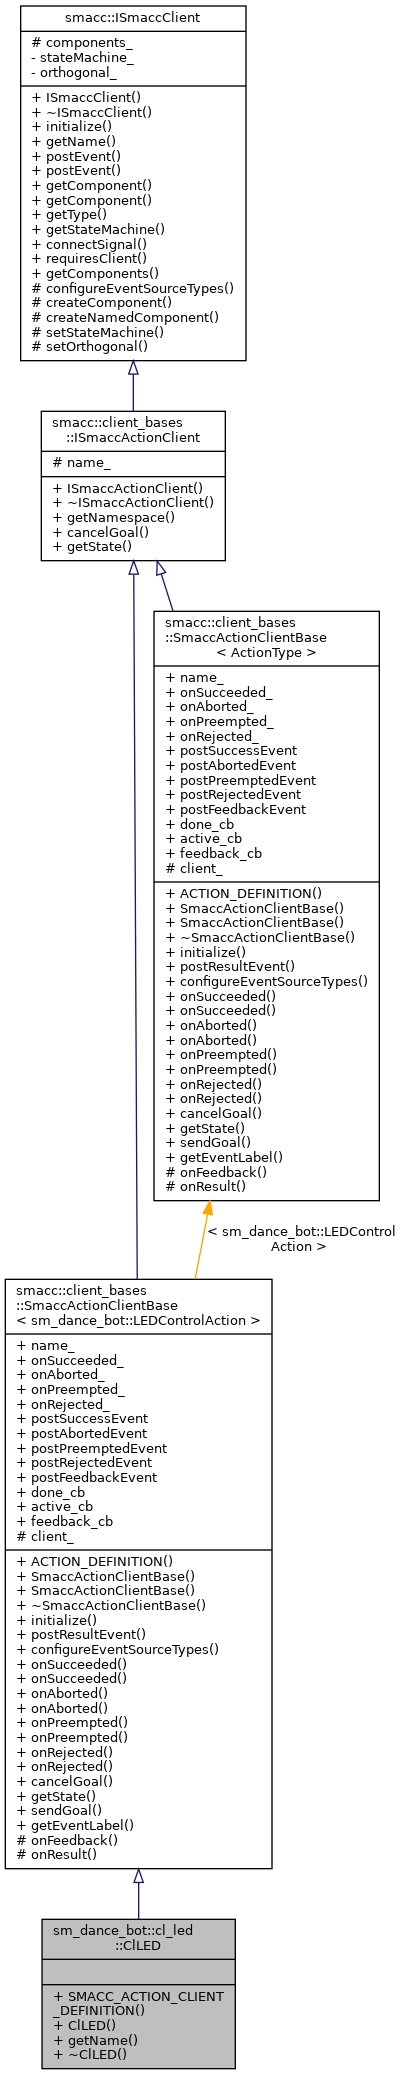 smacc::ISmaccClient
# components_
- stateMachine_
- orthogonal_
+ ISmaccClient()
+ ~ISmaccClient()
+ initialize()
+ getName()
+ postEvent()
+ postEvent()
+ getComponent()
+ getComponent()
+ getType()
+ getStateMachine()
+ connectSignal()
+ requiresClient()
+ getComponents()
# configureEventSourceTypes()
# createComponent()
# createNamedComponent()
# setStateMachine()
# setOrthogonal()
smacc::client_bases
::ISmaccActionClient
# name_
+ ISmaccActionClient()
+ ~ISmaccActionClient()
+ getNamespace()
+ cancelGoal()
+ getState()
smacc::client_bases
::SmaccActionClientBase
< ActionType >
+ name_
+ onSucceeded_
+ onAborted_
+ onPreempted_
+ onRejected_
+ postSuccessEvent
+ postAbortedEvent
+ postPreemptedEvent
+ postRejectedEvent
+ postFeedbackEvent
+ done_cb
+ active_cb
+ feedback_cb
# client_
+ ACTION_DEFINITION()
+ SmaccActionClientBase()
+ SmaccActionClientBase()
+ ~SmaccActionClientBase()
+ initialize()
+ postResultEvent()
+ configureEventSourceTypes()
+ onSucceeded()
+ onSucceeded()
+ onAborted()
+ onAborted()
+ onPreempted()
+ onPreempted()
+ onRejected()
+ onRejected()
+ cancelGoal()
+ getState()
+ sendGoal()
+ getEventLabel()
# onFeedback()
# onResult()
< sm_dance_bot::LEDControl
Action >
smacc::client_bases
::SmaccActionClientBase
< sm_dance_bot::LEDControlAction >
+ name_
+ onSucceeded_
+ onAborted_
+ onPreempted_
+ onRejected_
+ postSuccessEvent
+ postAbortedEvent
+ postPreemptedEvent
+ postRejectedEvent
+ postFeedbackEvent
+ done_cb
+ active_cb
+ feedback_cb
# client_
+ ACTION_DEFINITION()
+ SmaccActionClientBase()
+ SmaccActionClientBase()
+ ~SmaccActionClientBase()
+ initialize()
+ postResultEvent()
+ configureEventSourceTypes()
+ onSucceeded()
+ onSucceeded()
+ onAborted()
+ onAborted()
+ onPreempted()
+ onPreempted()
+ onRejected()
+ onRejected()
+ cancelGoal()
+ getState()
+ sendGoal()
+ getEventLabel()
# onFeedback()
# onResult()
sm_dance_bot::cl_led
::ClLED
+ SMACC_ACTION_CLIENT
_DEFINITION()
+ ClLED()
+ getName()
+ ~ClLED()